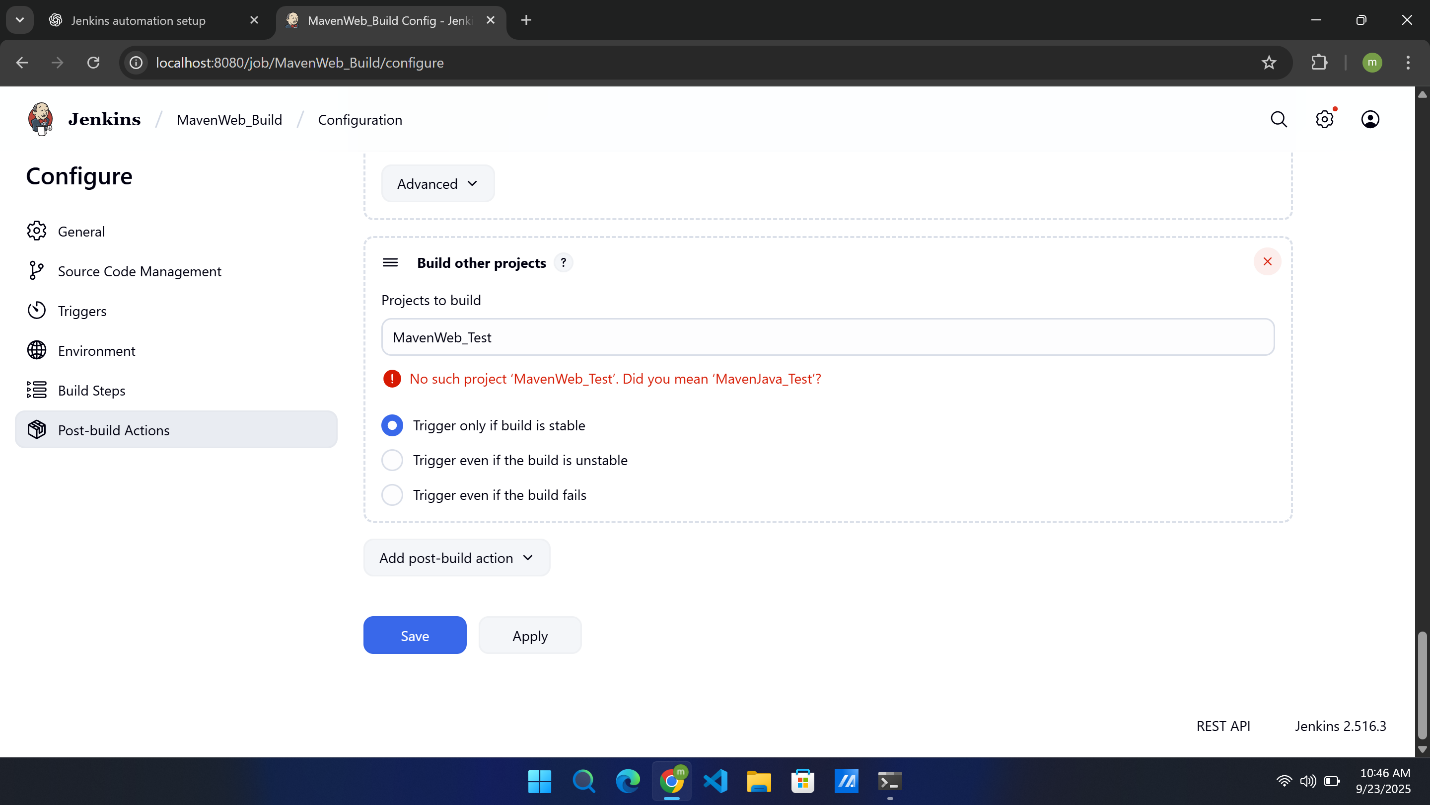 Jenkins automation setup
MavenWeb_Build Config - Jenk
localhost:8080/job/MavenWeb_Build/configure
m
Jenkins / MavenWeb_Build / Configuration
Configure
General
Source Code Management
Triggers
Environment
Build Steps
Post-build Actions
Advanced
Build other projects ?
Projects to build
MavenWeb_Test
No such project ‘MavenWeb_Test’. Did you mean ‘MavenJava_Test’?
Trigger only if build is stable
Trigger even if the build is unstable
Trigger even if the build fails
Add post-build action
Save Apply
REST API Jenkins 2.516.3
m
10:46 AM
9/23/2025